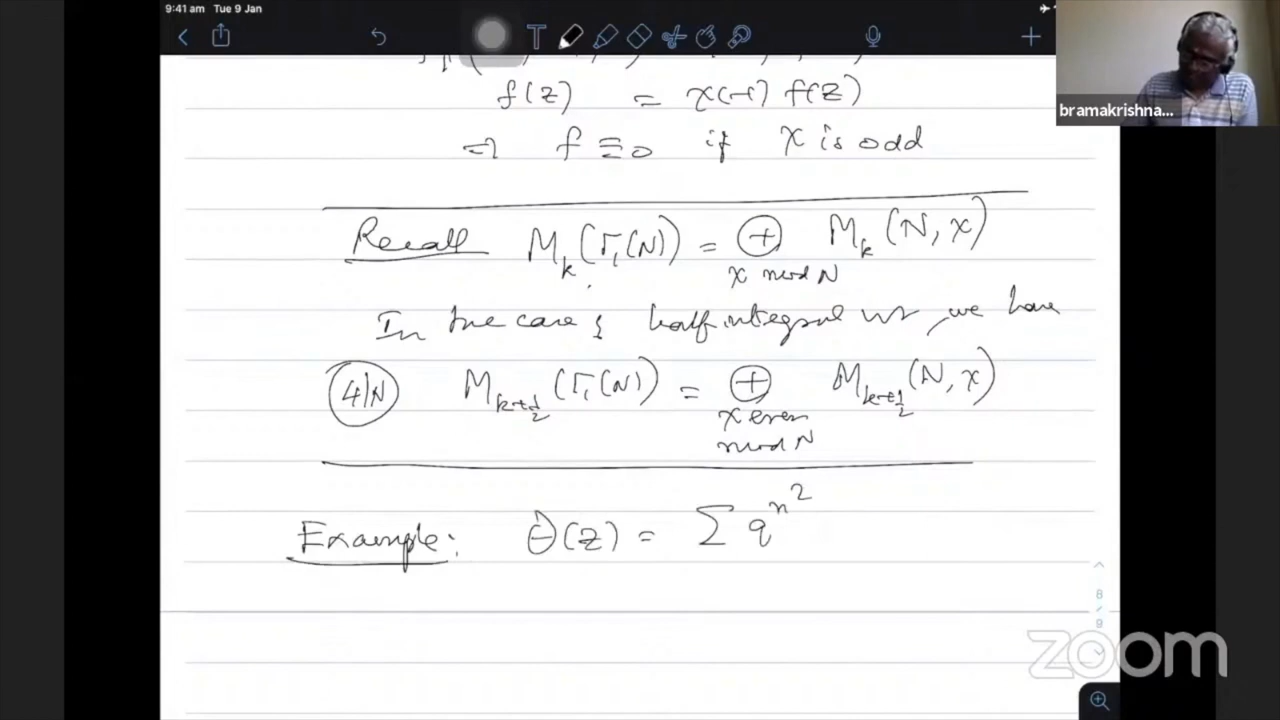 9:41 am Tue 9 Jan
bramakrishna...
f(z) = χ(-1) f(z)
⇒ f ≡ 0 if χ is odd
Recall M_k(Γ_1(N)) = ⊕_{χ mod N} M_k(N, χ)
In the case of half integral wt, we have
4|N M_{k+1/2}(Γ_1(N)) = ⊕_{χ even mod N} M_{k+1/2}(N, χ)
Example: Θ(z) = Σ q^{n^2}
8
/
9
zoom